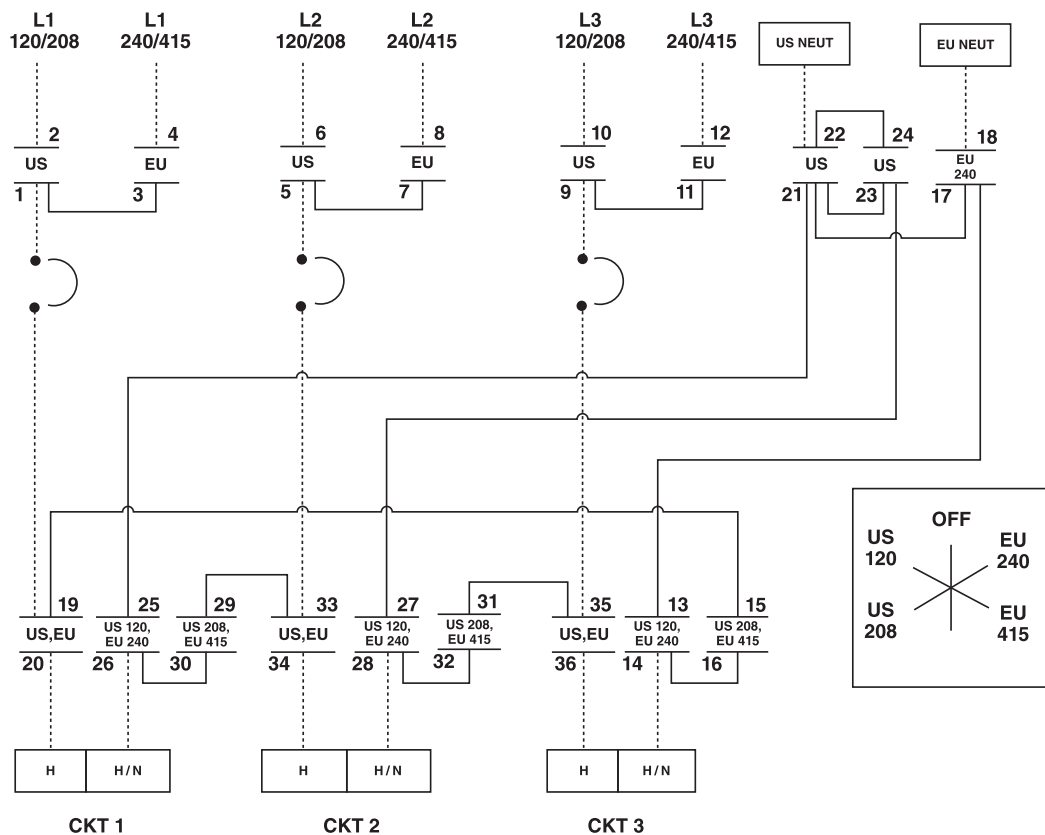 L1 L1 L2 L2 L3 L3
120/208 240/415 120/208 240/415 120/208 240/415
US NEUT EU NEUT
2 4 6 8 10 12 22 24 18
US EU US EU US EU US US EU
240
1 3 5 7 9 11 21 23 17
OFF
US EU
120 240
US EU
208 415
19 25 29 33 27 31 35 13 15
US,EU US 120, US 208, US,EU US 120, US 208, US,EU US 120, US 208,
EU 240 EU 415 EU 240 EU 415 EU 240 EU 415
20 26 30 34 28 32 36 14 16
H H/N H H/N H H/N
CKT 1 CKT 2 CKT 3